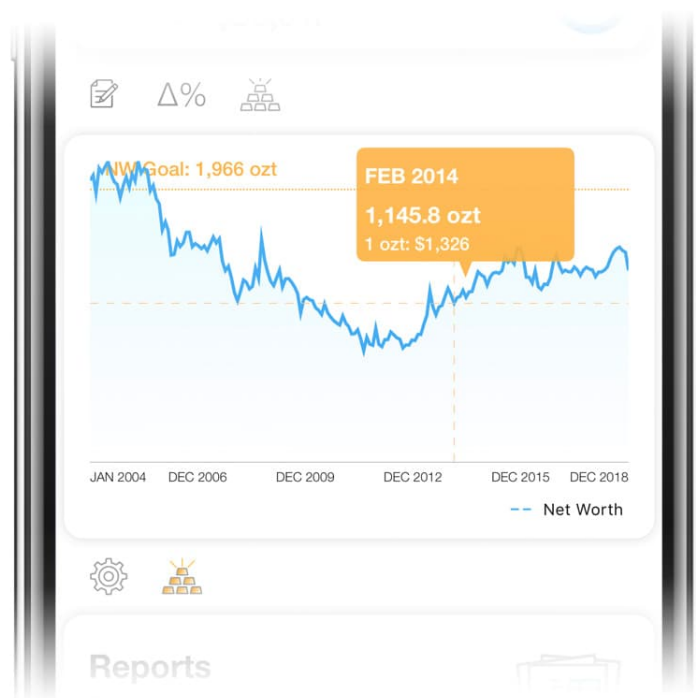 Δ%
NW Goal: 1,966 ozt
FEB 2014
1,145.8 ozt
1 ozt: $1,326
JAN 2004 DEC 2006 DEC 2009 DEC 2012 DEC 2015 DEC 2018
Net Worth
Reports